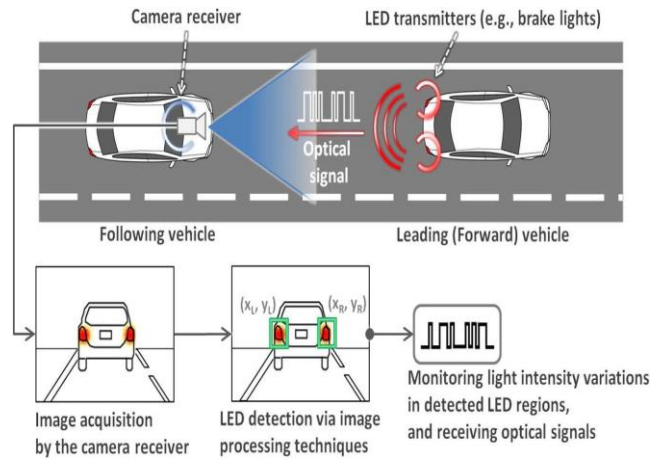 Camera receiver
LED transmitters (e.g., brake lights)
Optical
signal
Following vehicle
Leading (Forward) vehicle
(xL, yL)
(xR, yR)
Image acquisition
by the camera receiver
LED detection via image
processing techniques
Monitoring light intensity variations
in detected LED regions,
and receiving optical signals